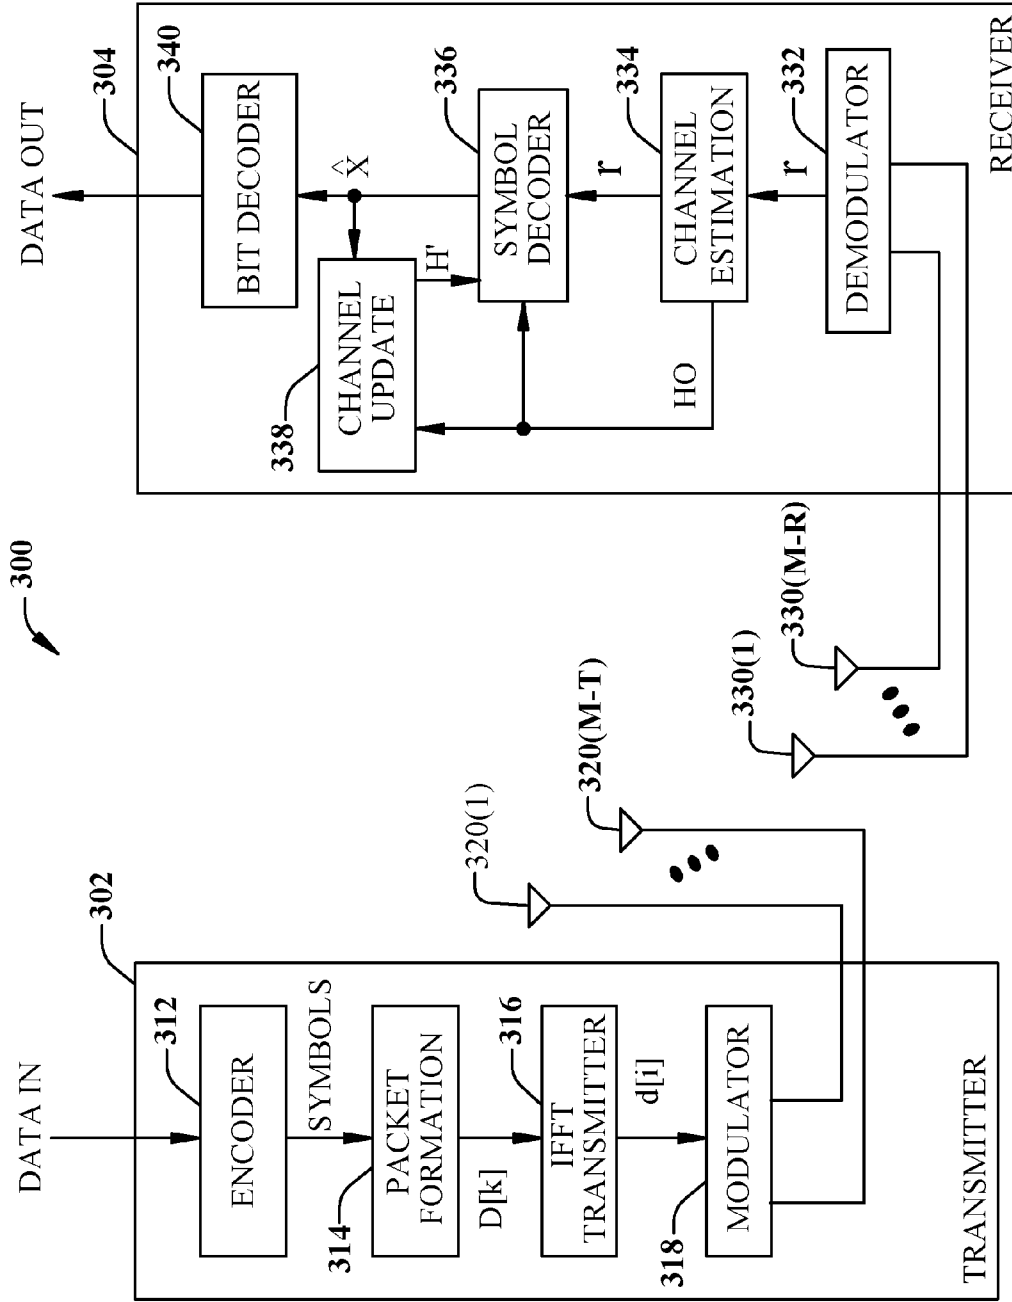 300
DATA IN
302
312
ENCODER
SYMBOLS
314
PACKET
FORMATION
D[k]
316
IFFT
TRANSMITTER
d[i]
318
MODULATOR
TRANSMITTER
320(1)
320(M-T)
330(1)
330(M-R)
DATA OUT
304
340
BIT DECODER
X̂
338
CHANNEL
UPDATE
H'
336
SYMBOL
DECODER
r
334
CHANNEL
ESTIMATION
HO
r
332
DEMODULATOR
RECEIVER